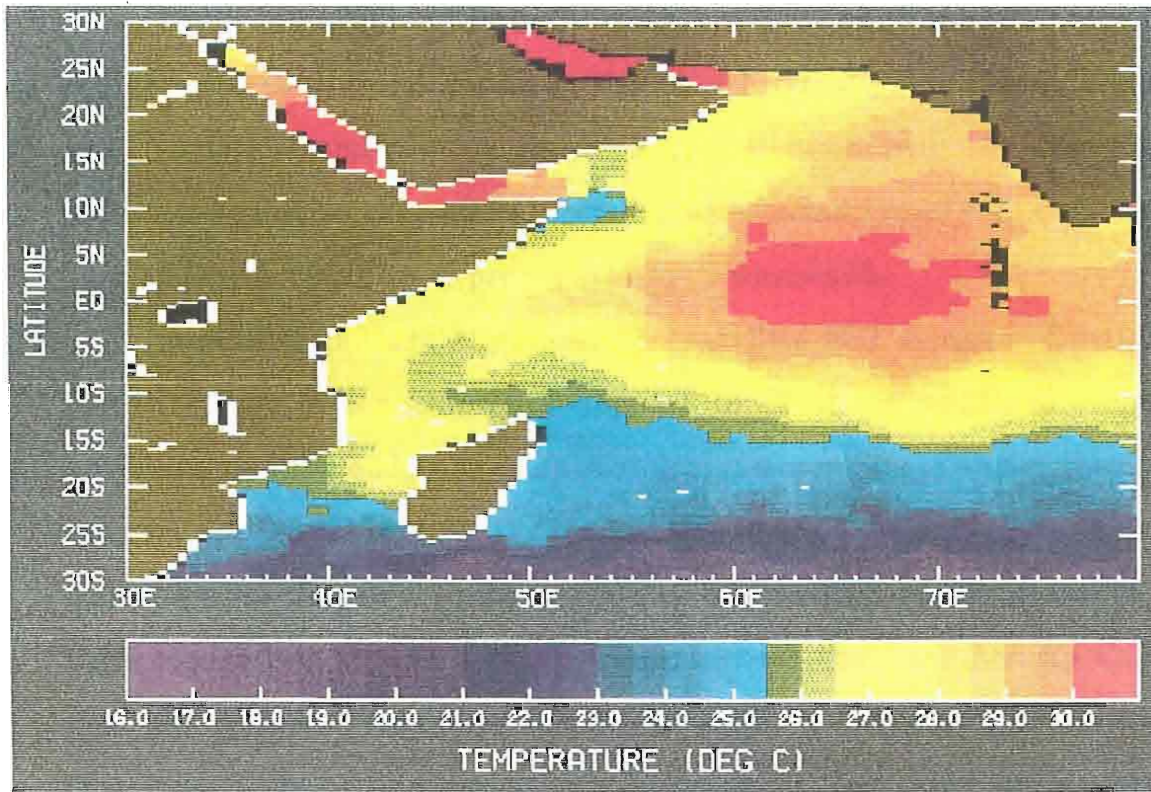 30N
25N
20N
15N
10N
5N
EQ
5S
10S
15S
20S
25S
30S
LATITUDE
30E 40E 50E 60E 70E
16.0 17.0 18.0 19.0 20.0 21.0 22.0 23.0 24.0 25.0 26.0 27.0 28.0 29.0 30.0
TEMPERATURE (DEG C)